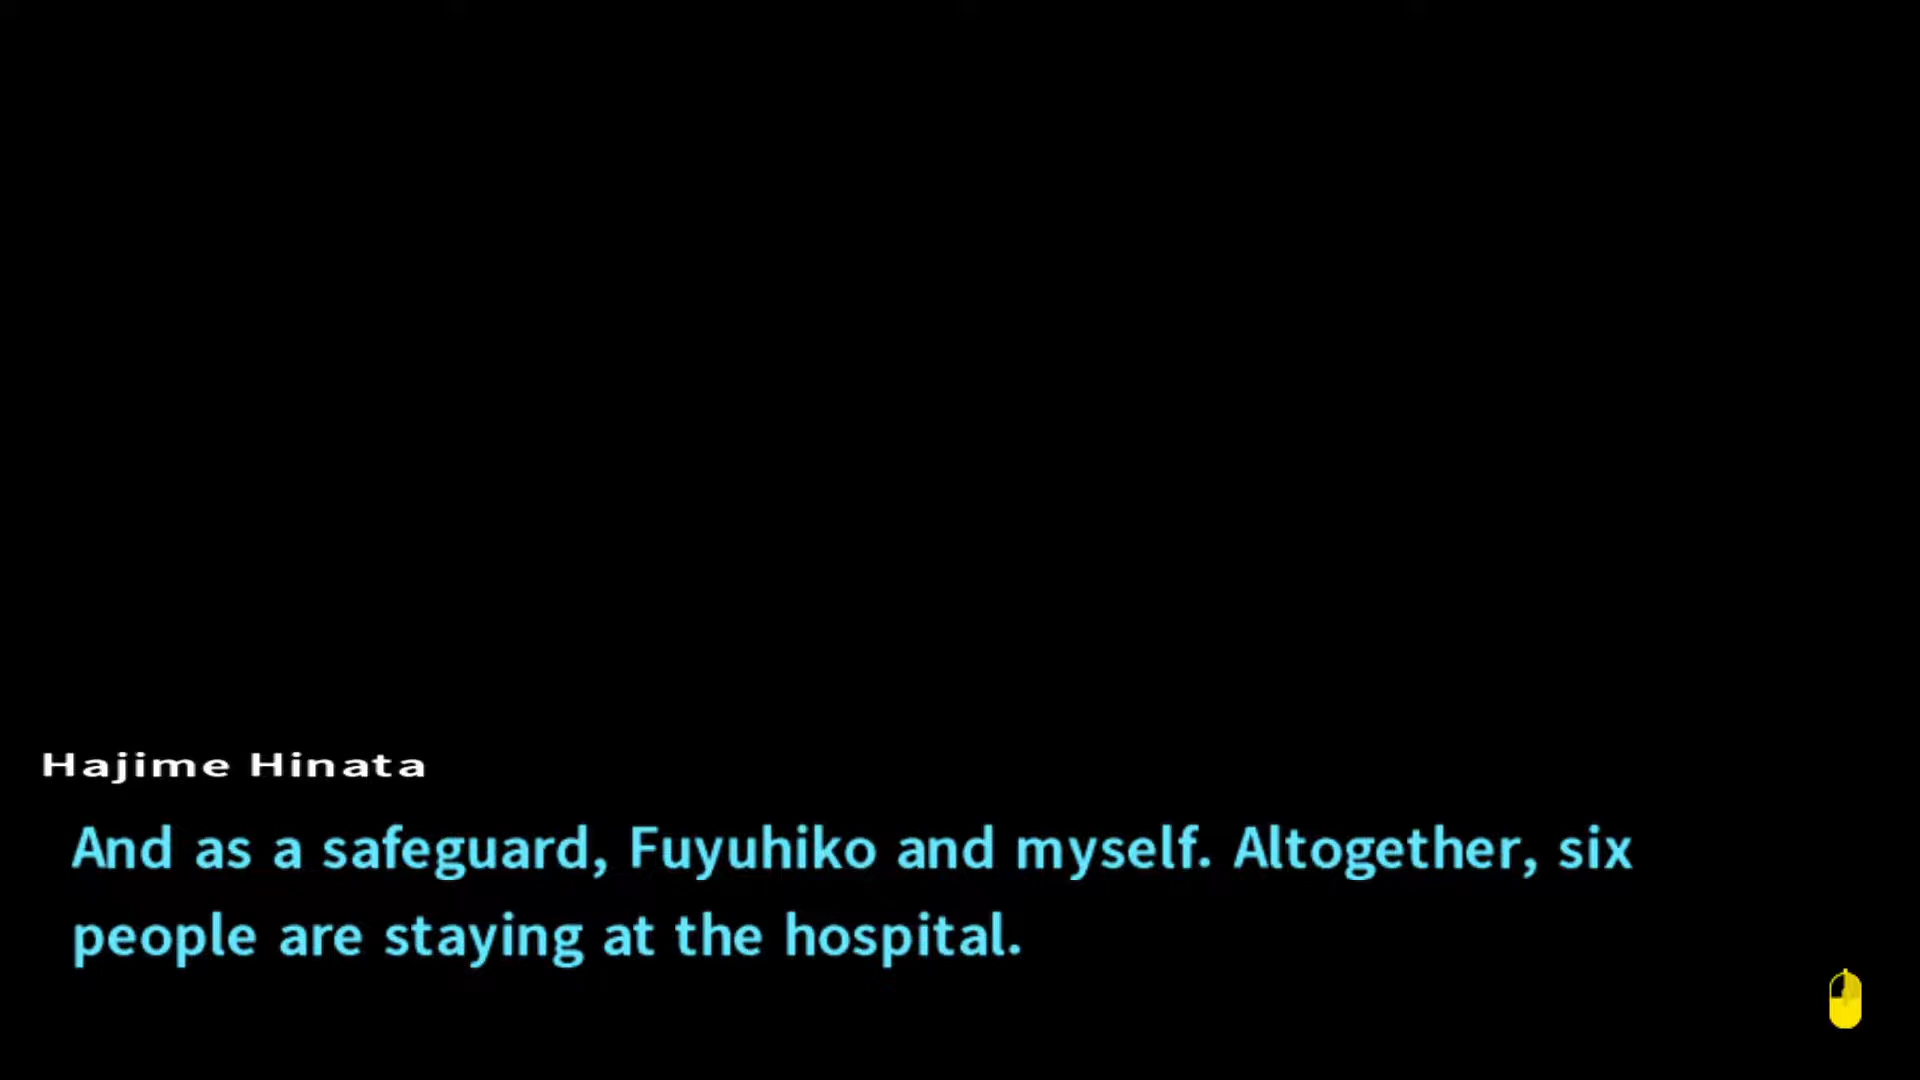 Hajime Hinata
And as a safeguard, Fuyuhiko and myself. Altogether, six
people are staying at the hospital.